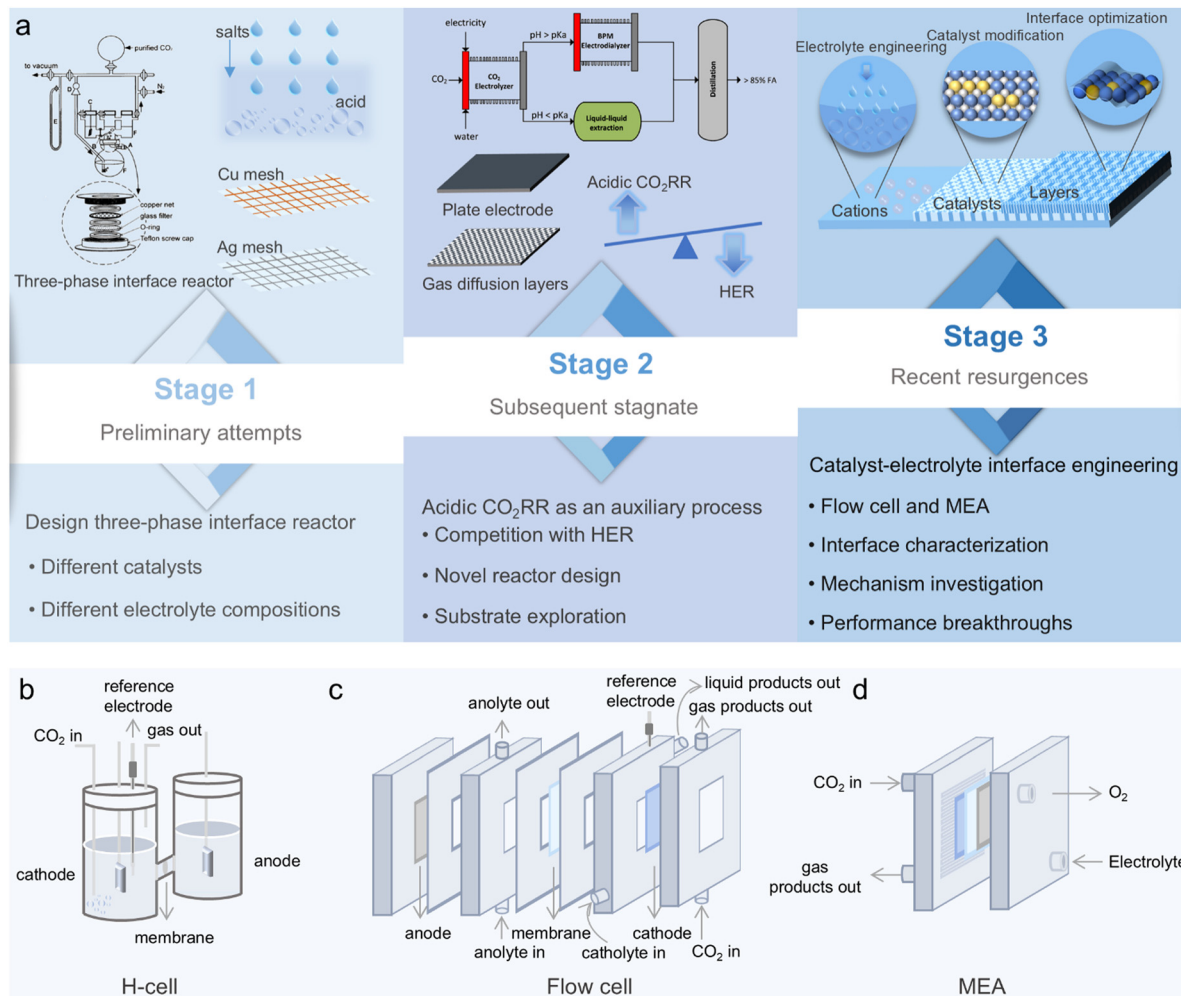 a
purified CO₂
to vacuum
N₂
D
C
E
F
B
A
copper net
glass filter
O-ring
Teflon screw cap
Three-phase interface reactor
salts
acid
Cu mesh
Ag mesh
Stage 1
Preliminary attempts
Design three-phase interface reactor
• Different catalysts
• Different electrolyte compositions
electricity
CO₂
water
CO₂
Electrolyzer
pH > pKa
pH < pKa
BPM
Electrodialyzer
Liquid-liquid
extraction
Distillation
> 85% FA
Plate electrode
Gas diffusion layers
Acidic CO₂RR
HER
Stage 2
Subsequent stagnate
Acidic CO₂RR as an auxiliary process
• Competition with HER
• Novel reactor design
• Substrate exploration
Interface optimization
Catalyst modification
Electrolyte engineering
Cations
Catalysts
Layers
Stage 3
Recent resurgences
Catalyst-electrolyte interface engineering
• Flow cell and MEA
• Interface characterization
• Mechanism investigation
• Performance breakthroughs
b
reference
electrode
CO₂ in
gas out
cathode
anode
membrane
H-cell
c
anolyte out
reference
electrode
liquid products out
gas products out
anode
anolyte in
membrane
catholyte in
cathode
CO₂ in
Flow cell
d
CO₂ in
gas
products out
O₂
Electrolyte
MEA